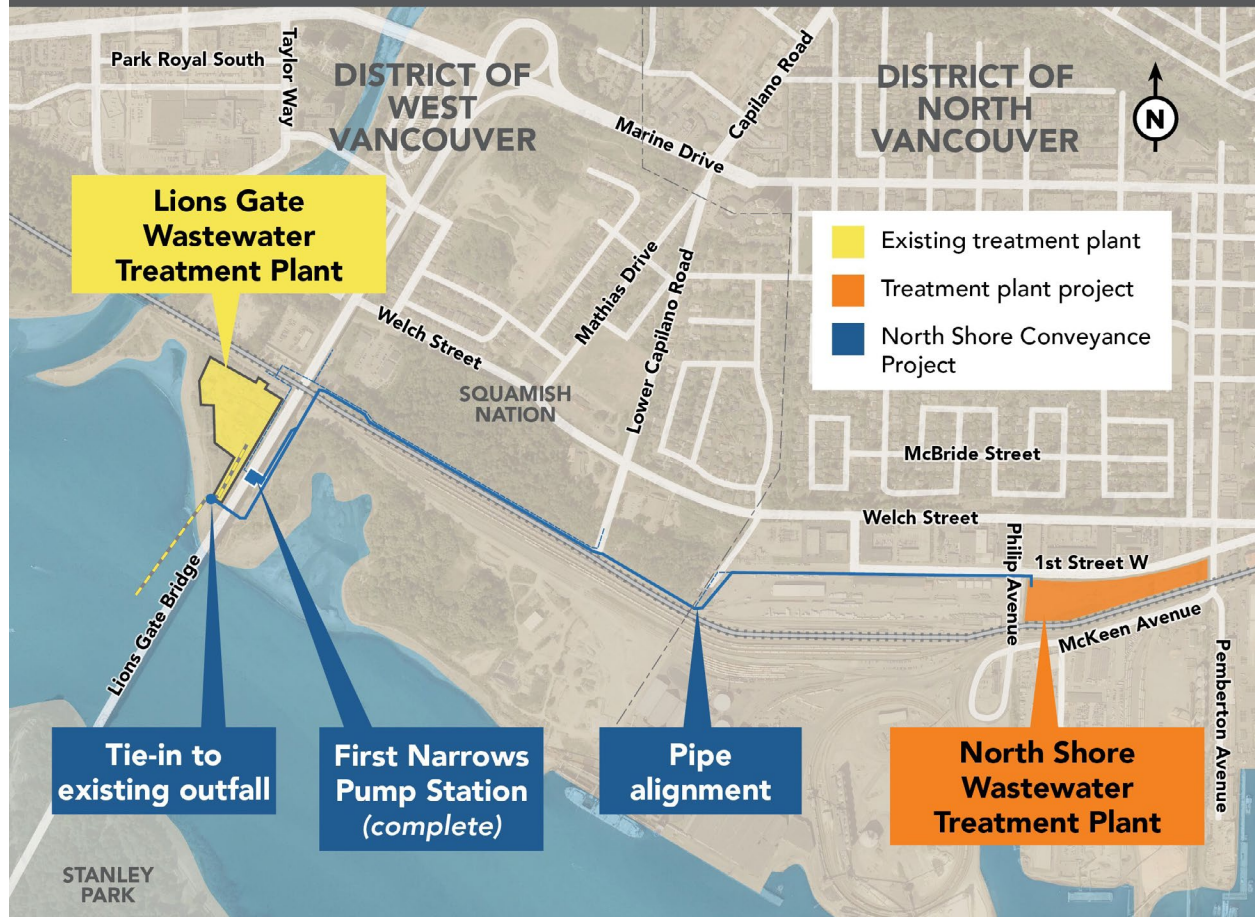 Park Royal South
Taylor Way
DISTRICT OF
WEST
VANCOUVER
Capilano Road
DISTRICT OF
NORTH
VANCOUVER
N
Marine Drive
Lions Gate
Wastewater
Treatment Plant
Existing treatment plant
Treatment plant project
North Shore Conveyance
Project
Mathias Drive
Lower Capilano Road
Welch Street
SQUAMISH
NATION
McBride Street
Welch Street
Philip Avenue
1st Street W
McKeen Avenue
Pemberton Avenue
Lions Gate Bridge
Tie-in to
existing outfall
First Narrows
Pump Station
(complete)
Pipe
alignment
North Shore
Wastewater
Treatment Plant
STANLEY
PARK